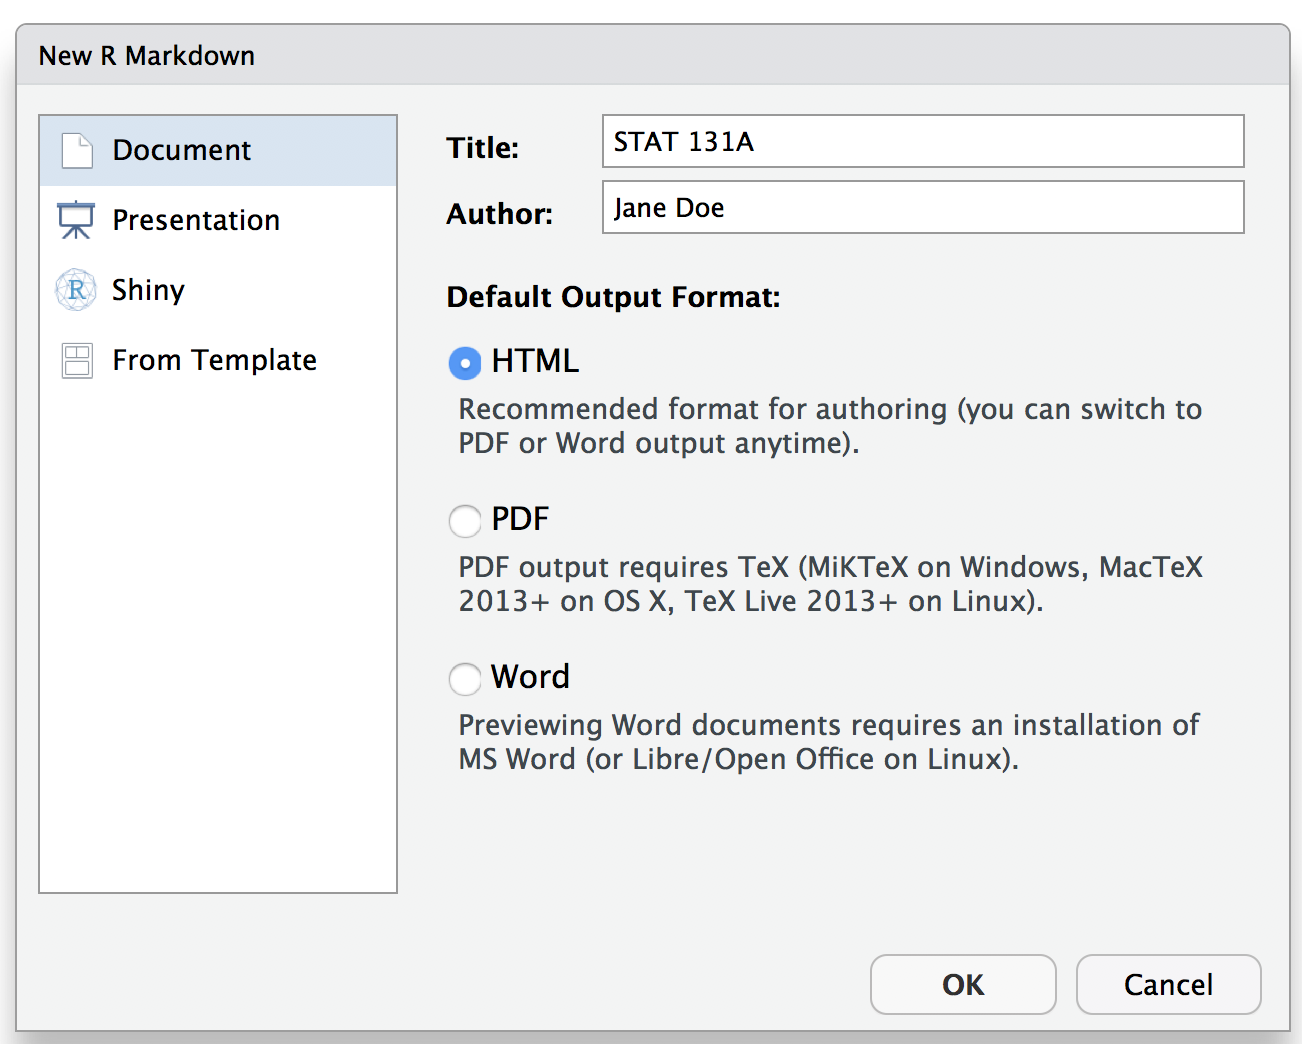 New R Markdown
Document
Presentation
R
Shiny
From Template
Title:
STAT 131A
Author:
Jane Doe
Default Output Format:
HTML
Recommended format for authoring (you can switch to
PDF or Word output anytime).
PDF
PDF output requires TeX (MiKTeX on Windows, MacTeX
2013+ on OS X, TeX Live 2013+ on Linux).
Word
Previewing Word documents requires an installation of
MS Word (or Libre/Open Office on Linux).
OK
Cancel